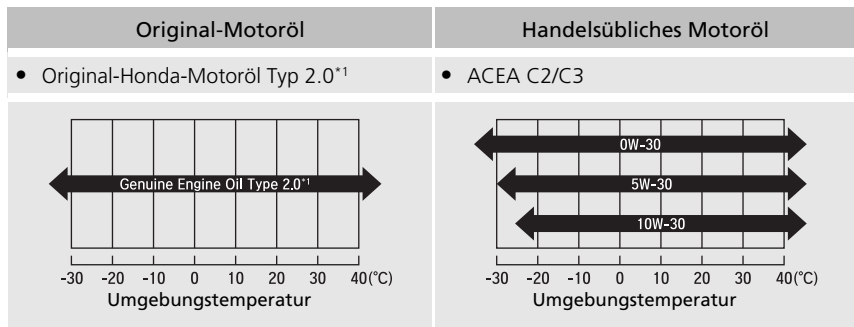 Original-Motoröl
Handelsübliches Motoröl
• Original-Honda-Motoröl Typ 2.0*1
• ACEA C2/C3
Genuine Engine Oil Type 2.0*1
-30 -20 -10 0 10 20 30 40(°C)
Umgebungstemperatur
0W-30
5W-30
10W-30
-30 -20 -10 0 10 20 30 40(°C)
Umgebungstemperatur